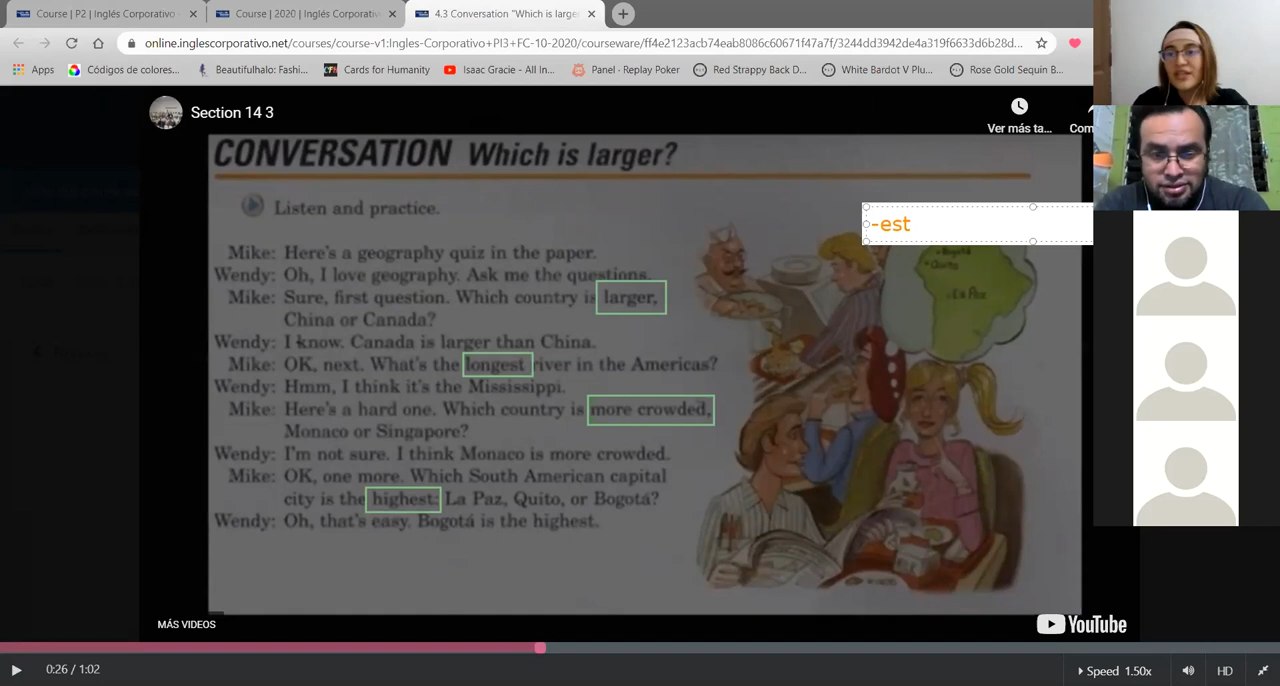 Course | P2 | Inglés Corporativo
Course | 2020 | Inglés Corporativ
4.3 Conversation "Which is large
online.inglescorporativo.net/courses/course-v1:Ingles-Corporativo+PI3+FC-10-2020/courseware/ff4e2123acb74eab8086c60671f47a7f/3244dd3942de4a319f6633d6b28d...
Apps
Códigos de colores...
Beautifulhalo: Fashi...
Cards for Humanity
Isaac Gracie - All In...
Panel · Replay Poker
Red Strappy Back D...
White Bardot V Plu...
Rose Gold Sequin B...
Section 14 3
Ver más ta...
Com
CONVERSATION Which is larger?
Listen and practice.
-est
Mike: Here's a geography quiz in the paper.
Wendy: Oh, I love geography. Ask me the questions.
Mike: Sure, first question. Which country is larger,
China or Canada?
Wendy: I know. Canada is larger than China.
Mike: OK, next. What's the longest river in the Americas?
Wendy: Hmm, I think it's the Mississippi.
Mike: Here's a hard one. Which country is more crowded,
Monaco or Singapore?
Wendy: I'm not sure. I think Monaco is more crowded.
Mike: OK, one more. Which South American capital
city is the highest: La Paz, Quito, or Bogotá?
Wendy: Oh, that's easy. Bogotá is the highest.
Bogotá
Quito
La Paz
MÁS VIDEOS
YouTube
0:26 / 1:02
Speed 1.50x
HD